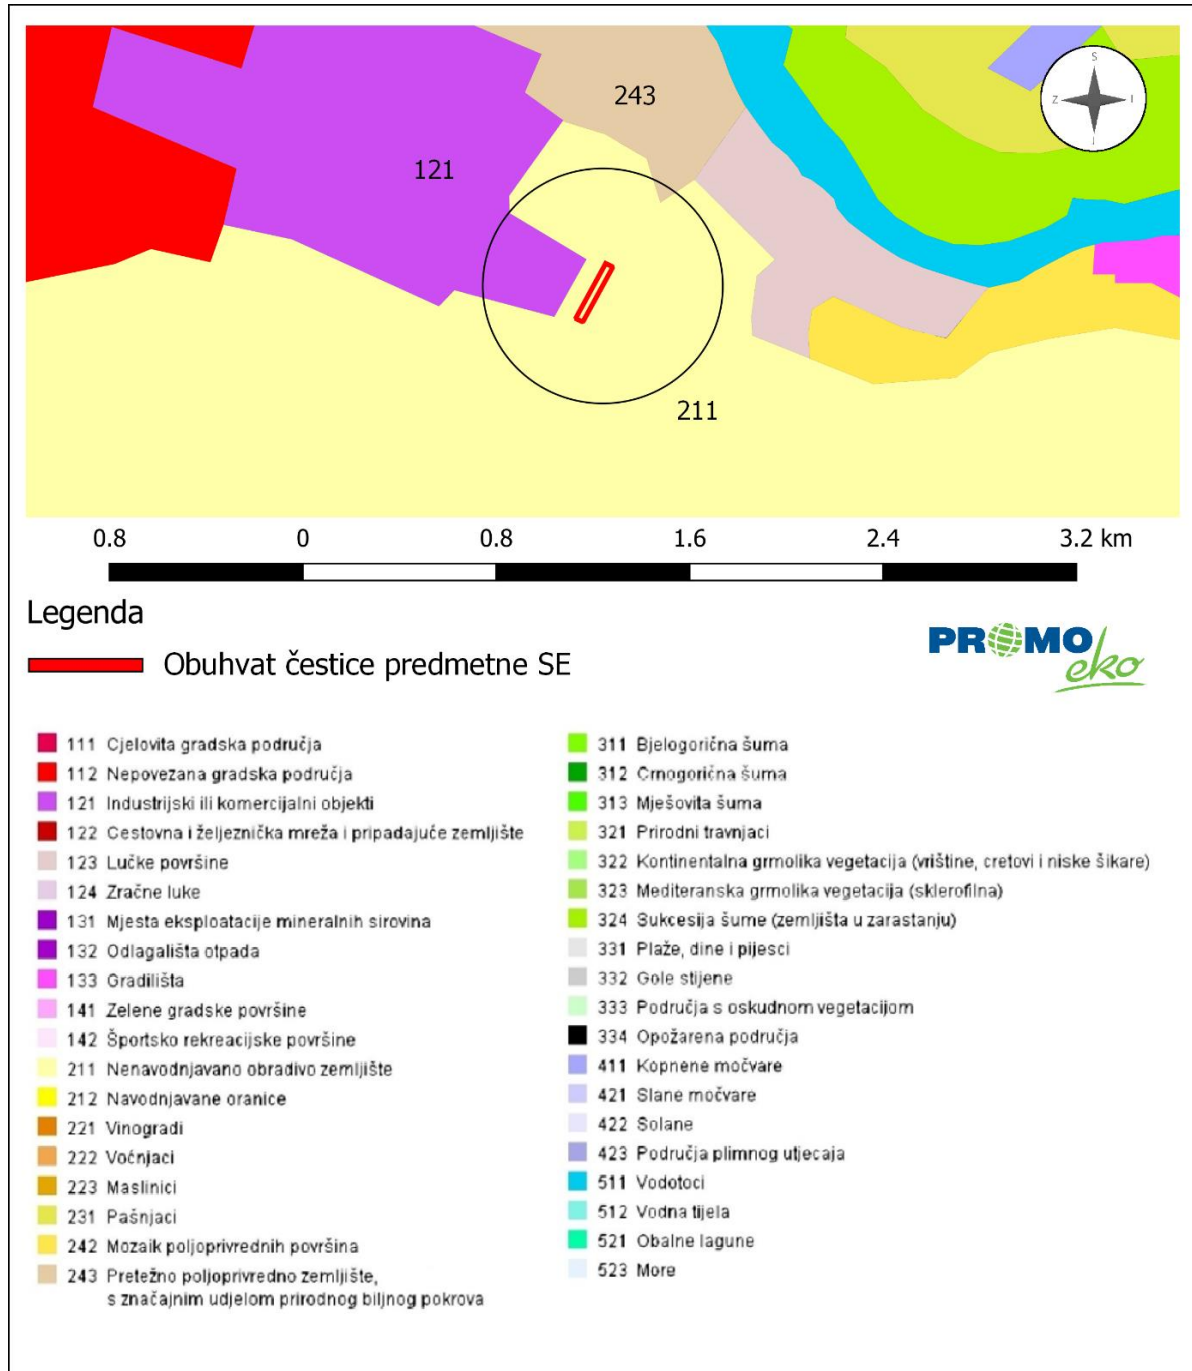 243
S
Z I
I
121
211
0.8 0 0.8 1.6 2.4 3.2 km
Legenda
Obuhvat čestice predmetne SE
PROMO
eko
111 Cjelovita gradska područja
112 Nepovezana gradska područja
121 Industrijski ili komercijalni objekti
122 Cestovna i željeznička mreža i pripadajuće zemljište
123 Lučke površine
124 Zračne luke
131 Mjesta eksploatacije mineralnih sirovina
132 Odlagališta otpada
133 Gradilišta
141 Zelene gradske površine
142 Športsko rekreacijske površine
211 Nenavodnjavano obradivo zemljište
212 Navodnjavane oranice
221 Vinogradi
222 Voćnjaci
223 Maslinici
231 Pašnjaci
242 Mozaik poljoprivrednih površina
243 Pretežno poljoprivredno zemljište,
s značajnim udjelom prirodnog biljnog pokrova
311 Bjelogorična šuma
312 Crnogorična šuma
313 Mješovita šuma
321 Prirodni travnjaci
322 Kontinentalna grmolika vegetacija (vrištine, cretovi i niske šikare)
323 Mediteranska grmolika vegetacija (sklerofilna)
324 Sukcesija šume (zemljišta u zarastanju)
331 Plaže, dine i pijesci
332 Gole stijene
333 Područja s oskudnom vegetacijom
334 Opožarena područja
411 Kopnene močvare
421 Slane močvare
422 Solane
423 Područja plimnog utjecaja
511 Vodotoci
512 Vodna tijela
521 Obalne lagune
523 More